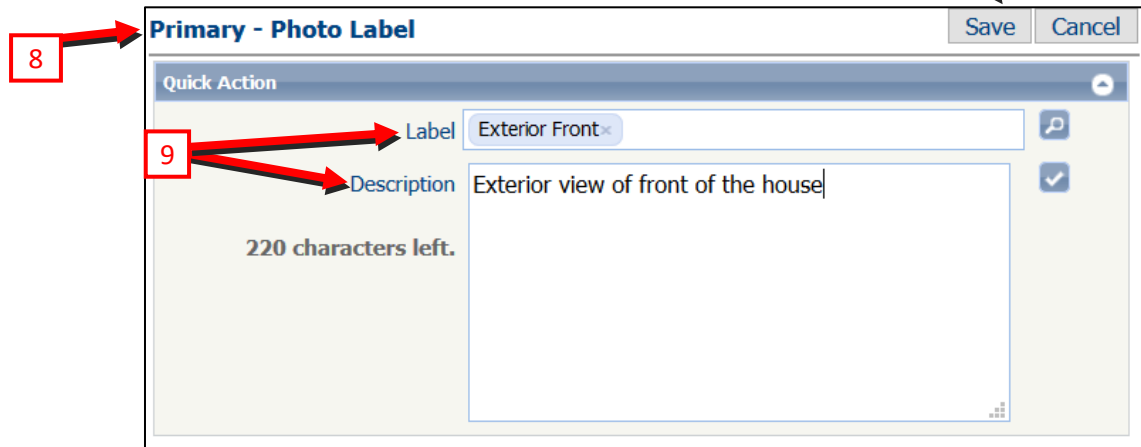 8
Primary - Photo Label
Save Cancel
Quick Action
9
Label Exterior Front×
Description Exterior view of front of the house
220 characters left.